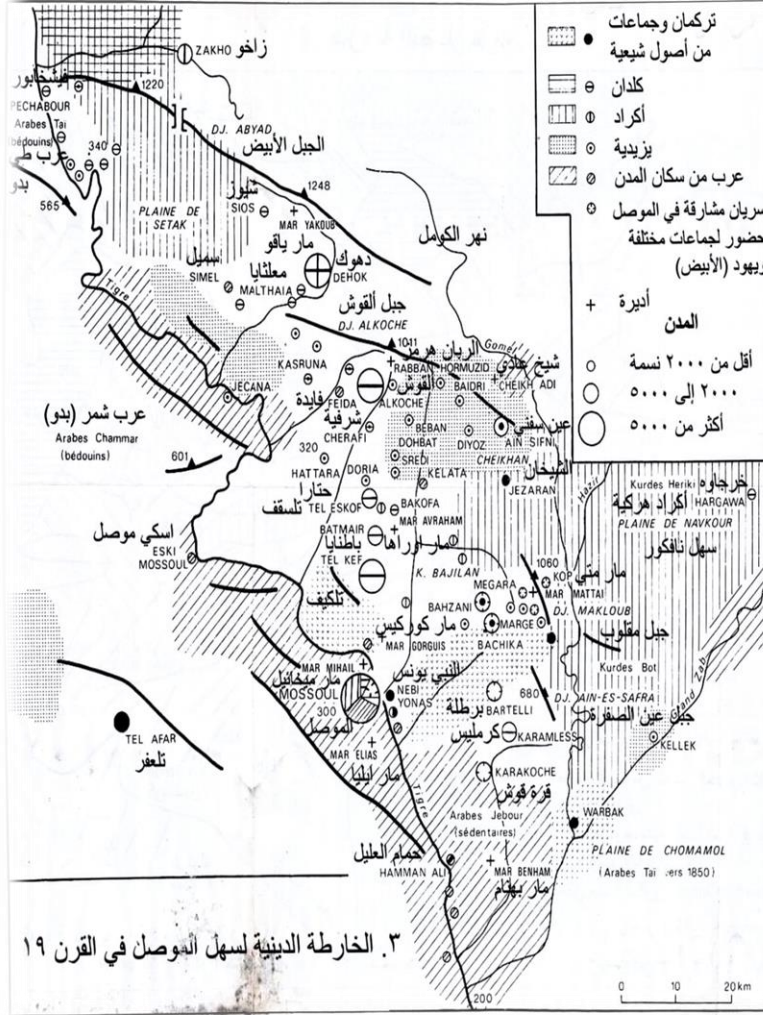 تركمان وجماعات
من أصول شيعية
كلدان
أكراد
يزيدية
عرب من سكان المدن
سريان مشارقة في الموصل
حضور لجماعات مختلفة
ويهود (الأبيض)
أديرة
المدن
أقل من ٢٠٠٠ نسمة
٢٠٠٠ إلى ٥٠٠٠
أكثر من ٥٠٠٠
ZAKHO زاخو
فيشخابور
PECHABOUR
1220
Arabes Taï
(bédouins)
340
بدو
565
DJ. ABYAD
الجبل الأبيض
1248
PLAINE DE
SETAK
شيوز
SIOS
MAR YAKOUB
مار ياقو
نهر الكومل
دهوك
DEHOK
سميل
SIMEL
معلثايا
MALTHAIA
Tigre
جبل ألقوش
DJ. ALKOCHE
1041
Gomel
الربان هرمز
RABBAN HORMUZID
شيخ عادي
CHEIKH ADI
KASRUNA
القوش
ALKOCHE
BAIDRI
JECANA
فايدة
FEIDA
شرفية
CHERAFI
BEBAN
DOHBAT
DIYOZ
عين سفني
AIN SIFNI
عرب شمر (بدو)
Arabes Chammar
(bédouins)
601
320
HATTARA
حتارا
SREDI
DORIA
KELATA
CHEIKHAN
الشيخان
JEZARAN
Hazir
Kurdes Heriki
خرجاوه
HARGAWA
أكراد هركية
PLAINE DE NAVKOUR
سهل نافكور
تلسقف
TEL ESKOF
BAKOFA
MAR AVRAHAM
مار اوراها
BATMAIR
باطنايا
اسكي موصل
ESKI
MOSSOUL
TEL KEF
تلكيف
K. BAJILAN
1060
KOP
مار متي
MAR MATTAI
MEGARA
BAHZANI
MARGE
DJ. MAKLOUB
جبل مقلوب
BACHIKA
مار كوركيس
MAR GORGUIS
Kurdes Bot
MAR MIHAIL
مار ميخائيل
MOSSOUL
300
الموصل
النبي يونس
NEBI
YONAS
برطلة
BARTELLI
680
DJ. AIN-ES-SAFRA
جبل عين الصفرة
Grand Zab
كرمليس
KARAMLESS
KELLEK
TEL AFAR
تلعفر
MAR ELIAS
مار ايليا
KARAKOCHE
قرة قوش
Tigre
Arabes Jebour
(sédentaires)
WARBAK
PLAINE DE CHOMAMOL
(Arabes Taï vers 1850)
حمام العليل
HAMMAN ALI
MAR BENHAM
مار بهنام
٣. الخارطة الدينية لسهل الموصل في القرن ١٩
200
0 10 20 km